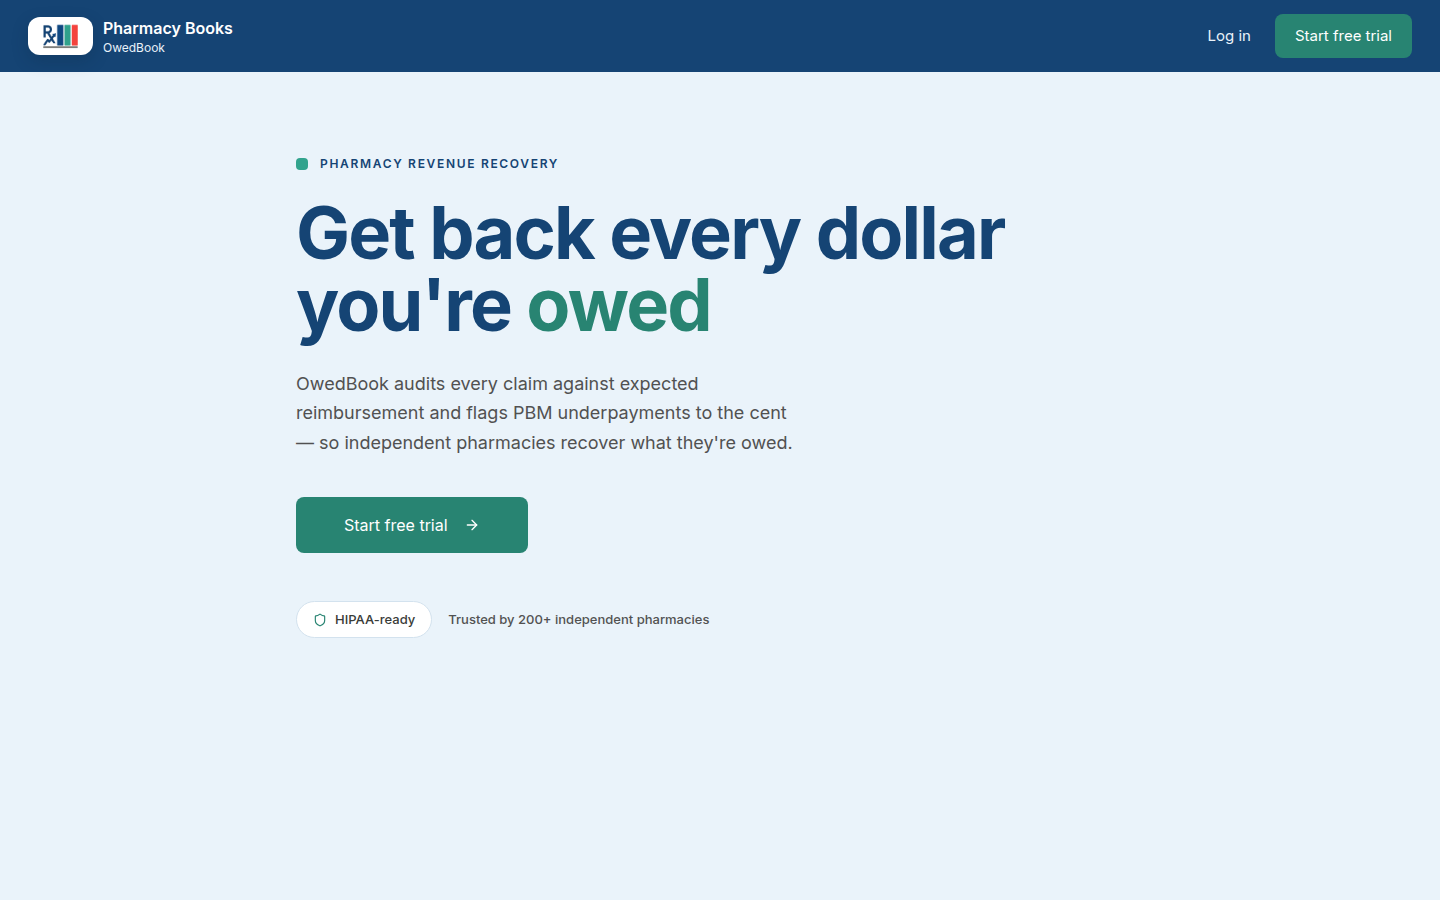 Pharmacy Books
OwedBook
Log in
Start free trial
PHARMACY REVENUE RECOVERY
Get back every dollar
you're owed
OwedBook audits every claim against expected
reimbursement and flags PBM underpayments to the cent
— so independent pharmacies recover what they're owed.
Start free trial
HIPAA-ready
Trusted by 200+ independent pharmacies